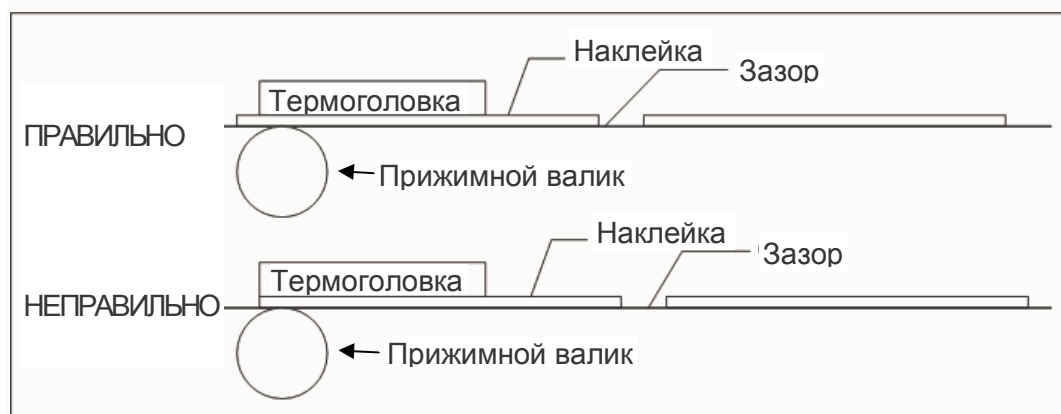 Наклейка
Зазор
Термоголовка
ПРАВИЛЬНО
Прижимной валик
Наклейка
Зазор
Термоголовка
НЕПРАВИЛЬНО
Прижимной валик